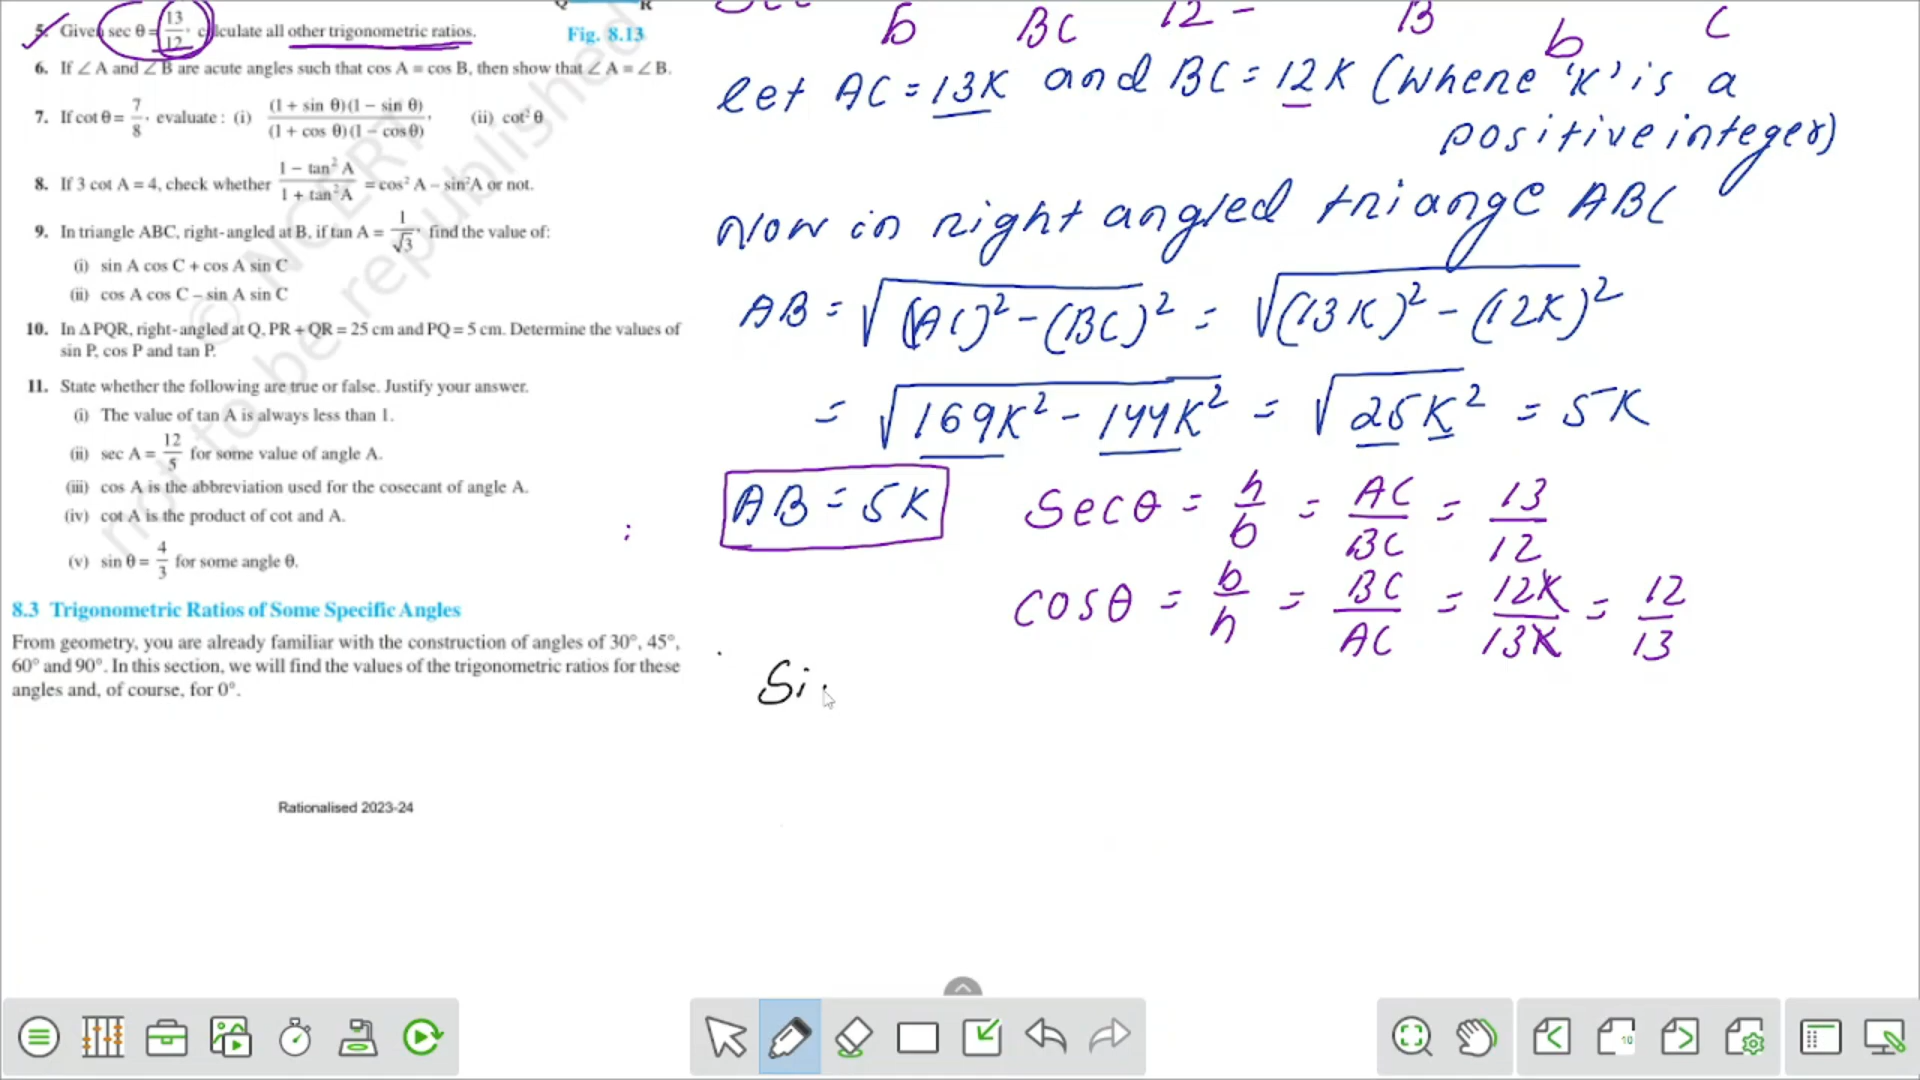 5. Given sec θ = 13/12, calculate all other trigonometric ratios.
Fig. 8.13
6. If ∠ A and ∠ B are acute angles such that cos A = cos B, then show that ∠ A = ∠ B.
7. If cot θ = 7/8, evaluate : (i) (1 + sin θ)(1 − sin θ)/(1 + cos θ)(1 − cos θ), (ii) cot² θ
8. If 3 cot A = 4, check whether (1 − tan² A)/(1 + tan² A) = cos² A – sin²A or not.
9. In triangle ABC, right-angled at B, if tan A = 1/√3, find the value of:
(i) sin A cos C + cos A sin C
(ii) cos A cos C – sin A sin C
10. In Δ PQR, right-angled at Q, PR + QR = 25 cm and PQ = 5 cm. Determine the values of
sin P, cos P and tan P.
11. State whether the following are true or false. Justify your answer.
(i) The value of tan A is always less than 1.
(ii) sec A = 12/5 for some value of angle A.
(iii) cos A is the abbreviation used for the cosecant of angle A.
(iv) cot A is the product of cot and A.
(v) sin θ = 4/3 for some angle θ.
8.3 Trigonometric Ratios of Some Specific Angles
From geometry, you are already familiar with the construction of angles of 30°, 45°,
60° and 90°. In this section, we will find the values of the trigonometric ratios for these
angles and, of course, for 0°.
Rationalised 2023-24
© NCERT
not to be republished
b BC 12 B b C
let AC = 13K and BC = 12K (where 'K' is a
positive integer)
Now in right angled triange ABC
AB = √(AC)² - (BC)² = √(13K)² - (12K)²
= √169K² - 144K² = √25K² = 5K
AB = 5K
Secθ = h/b = AC/BC = 13/12
cosθ = b/h = BC/AC = 12K/13K = 12/13
Si
10